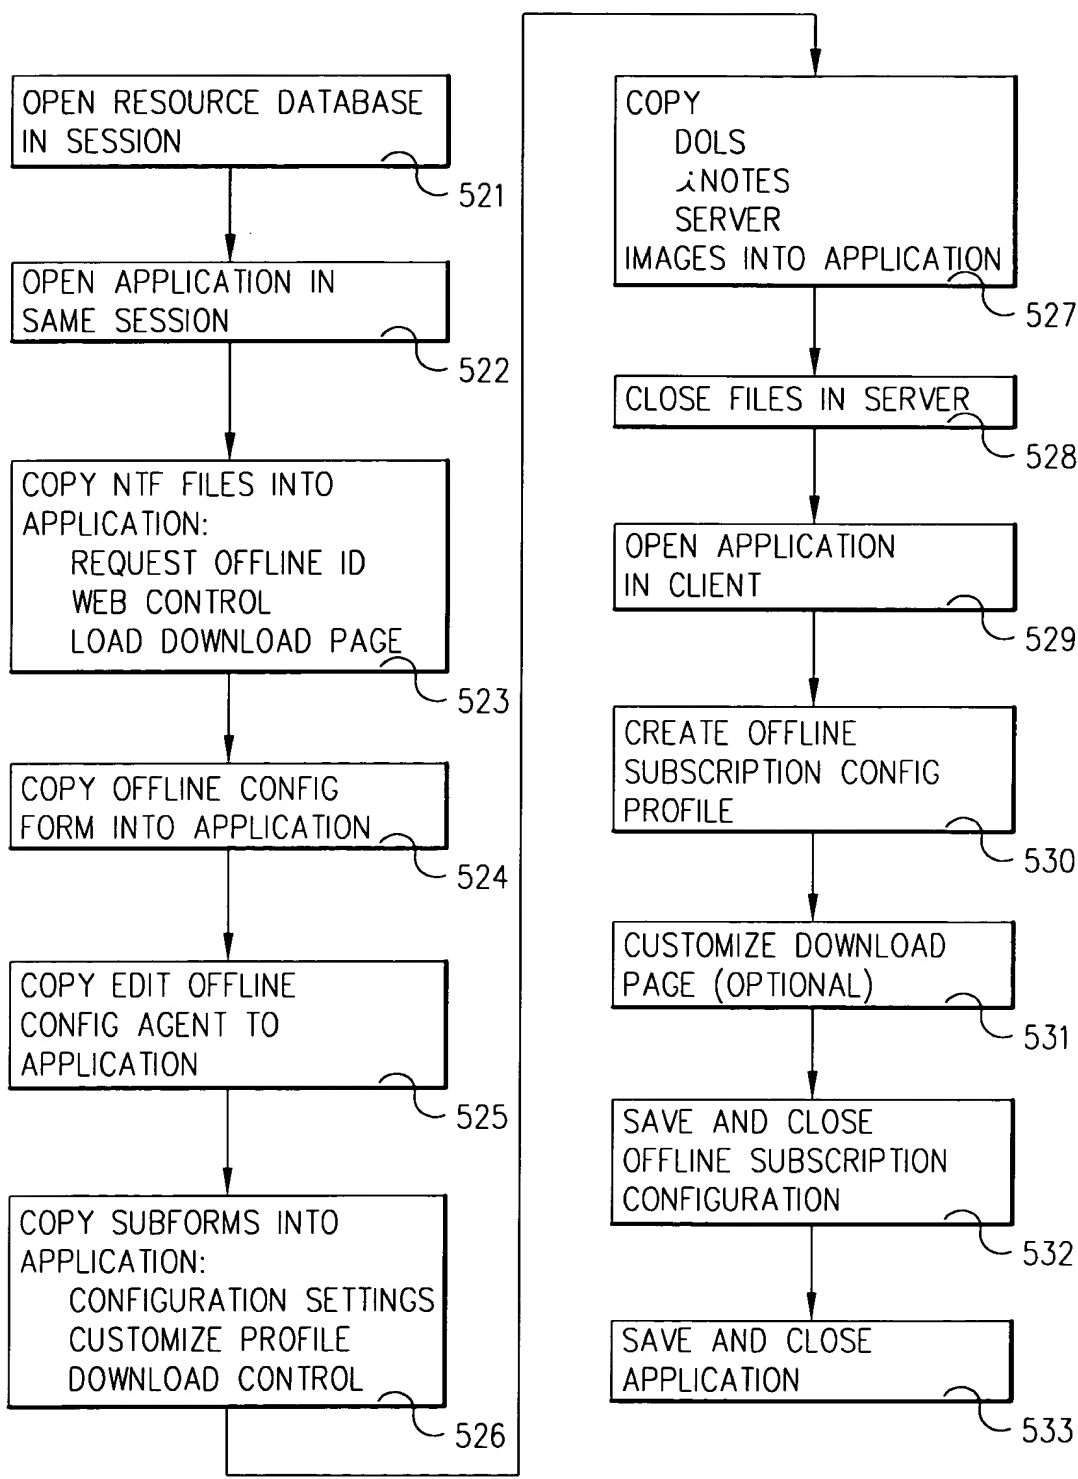 OPEN RESOURCE DATABASE
IN SESSION
521
OPEN APPLICATION IN
SAME SESSION
522
COPY NTF FILES INTO
APPLICATION:
REQUEST OFFLINE ID
WEB CONTROL
LOAD DOWNLOAD PAGE
523
COPY OFFLINE CONFIG
FORM INTO APPLICATION
524
COPY EDIT OFFLINE
CONFIG AGENT TO
APPLICATION
525
COPY SUBFORMS INTO
APPLICATION:
CONFIGURATION SETTINGS
CUSTOMIZE PROFILE
DOWNLOAD CONTROL
526
COPY
DOLS
iNOTES
SERVER
IMAGES INTO APPLICATION
527
CLOSE FILES IN SERVER
528
OPEN APPLICATION
IN CLIENT
529
CREATE OFFLINE
SUBSCRIPTION CONFIG
PROFILE
530
CUSTOMIZE DOWNLOAD
PAGE (OPTIONAL)
531
SAVE AND CLOSE
OFFLINE SUBSCRIPTION
CONFIGURATION
532
SAVE AND CLOSE
APPLICATION
533